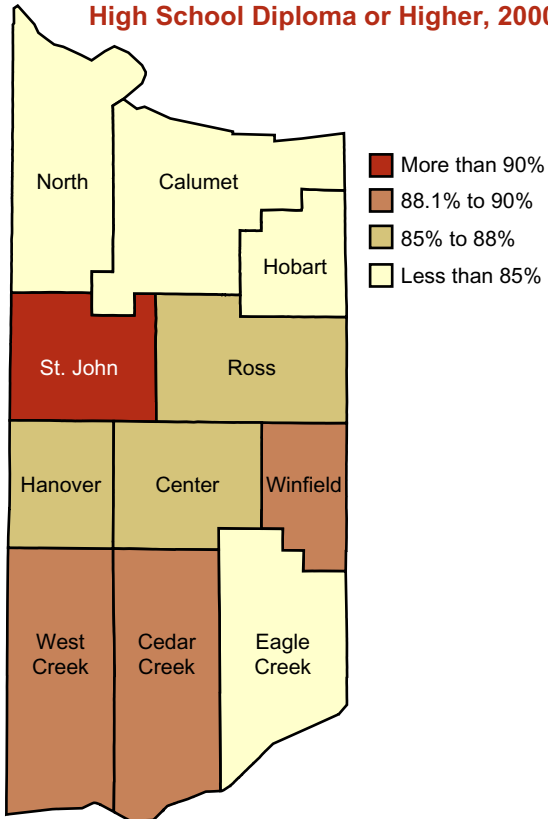 High School Diploma or Higher, 2000
More than 90%
88.1% to 90%
85% to 88%
Less than 85%
North
Calumet
Hobart
St. John
Ross
Hanover
Center
Winfield
West
Creek
Cedar
Creek
Eagle
Creek